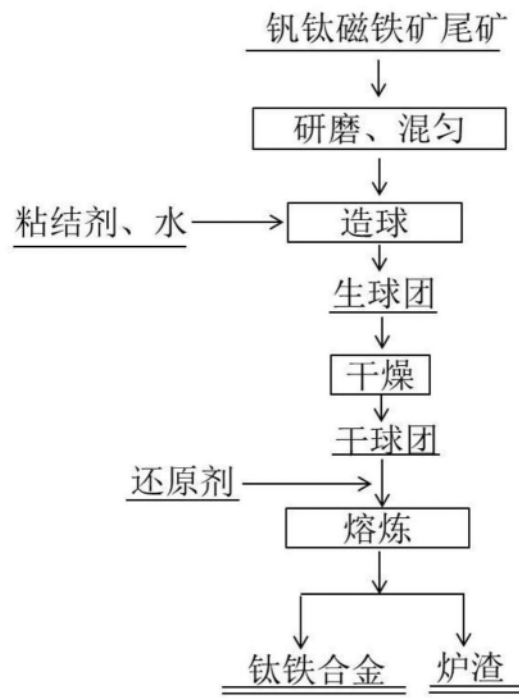 钒钛磁铁矿尾矿
研磨、混匀
粘结剂、水
造球
生球团
干燥
干球团
还原剂
熔炼
钛铁合金
炉渣